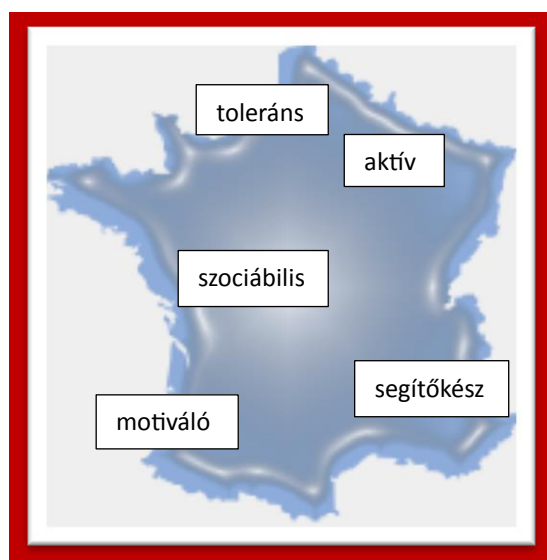 toleráns
aktív
szociábilis
segítőkész
motiváló